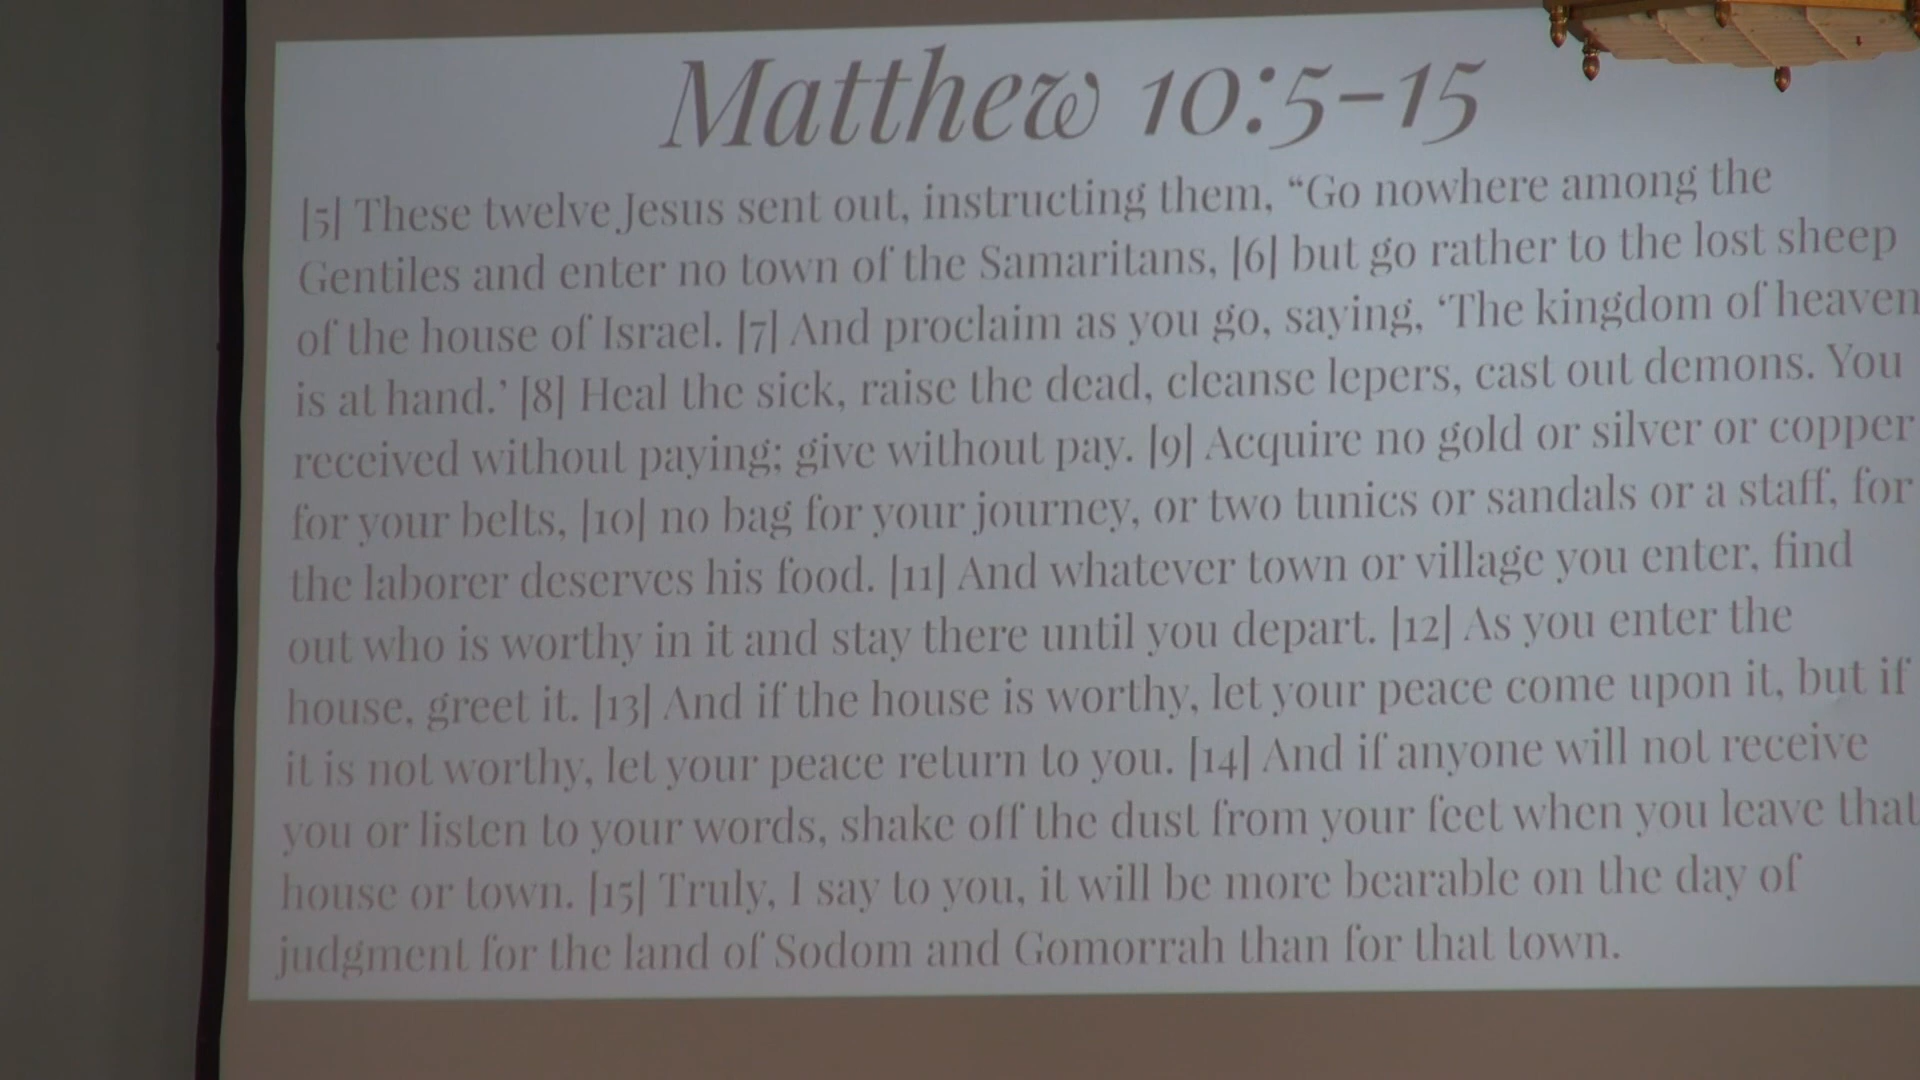 Matthew 10:5-15
[5] These twelve Jesus sent out, instructing them, “Go nowhere among the
Gentiles and enter no town of the Samaritans, [6] but go rather to the lost sheep
of the house of Israel. [7] And proclaim as you go, saying, ‘The kingdom of heaven
is at hand.’ [8] Heal the sick, raise the dead, cleanse lepers, cast out demons. You
received without paying; give without pay. [9] Acquire no gold or silver or copper
for your belts, [10] no bag for your journey, or two tunics or sandals or a staff, for
the laborer deserves his food. [11] And whatever town or village you enter, find
out who is worthy in it and stay there until you depart. [12] As you enter the
house, greet it. [13] And if the house is worthy, let your peace come upon it, but if
it is not worthy, let your peace return to you. [14] And if anyone will not receive
you or listen to your words, shake off the dust from your feet when you leave that
house or town. [15] Truly, I say to you, it will be more bearable on the day of
judgment for the land of Sodom and Gomorrah than for that town.